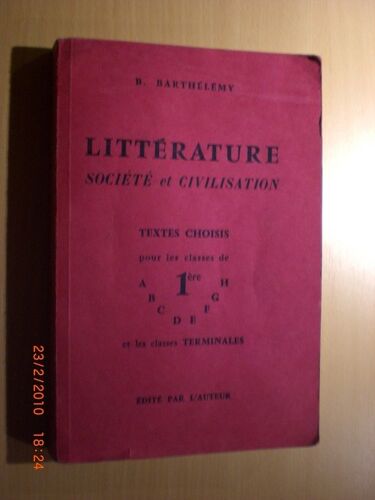 B. BARTHÉLÉMY
LITTÉRATURE
SOCIÉTÉ et CIVILISATION
TEXTES CHOISIS
pour les classes de
1ère
A B C D E F G H
et les classes TERMINALES
ÉDITÉ PAR L'AUTEUR
23/2/2010 18:24